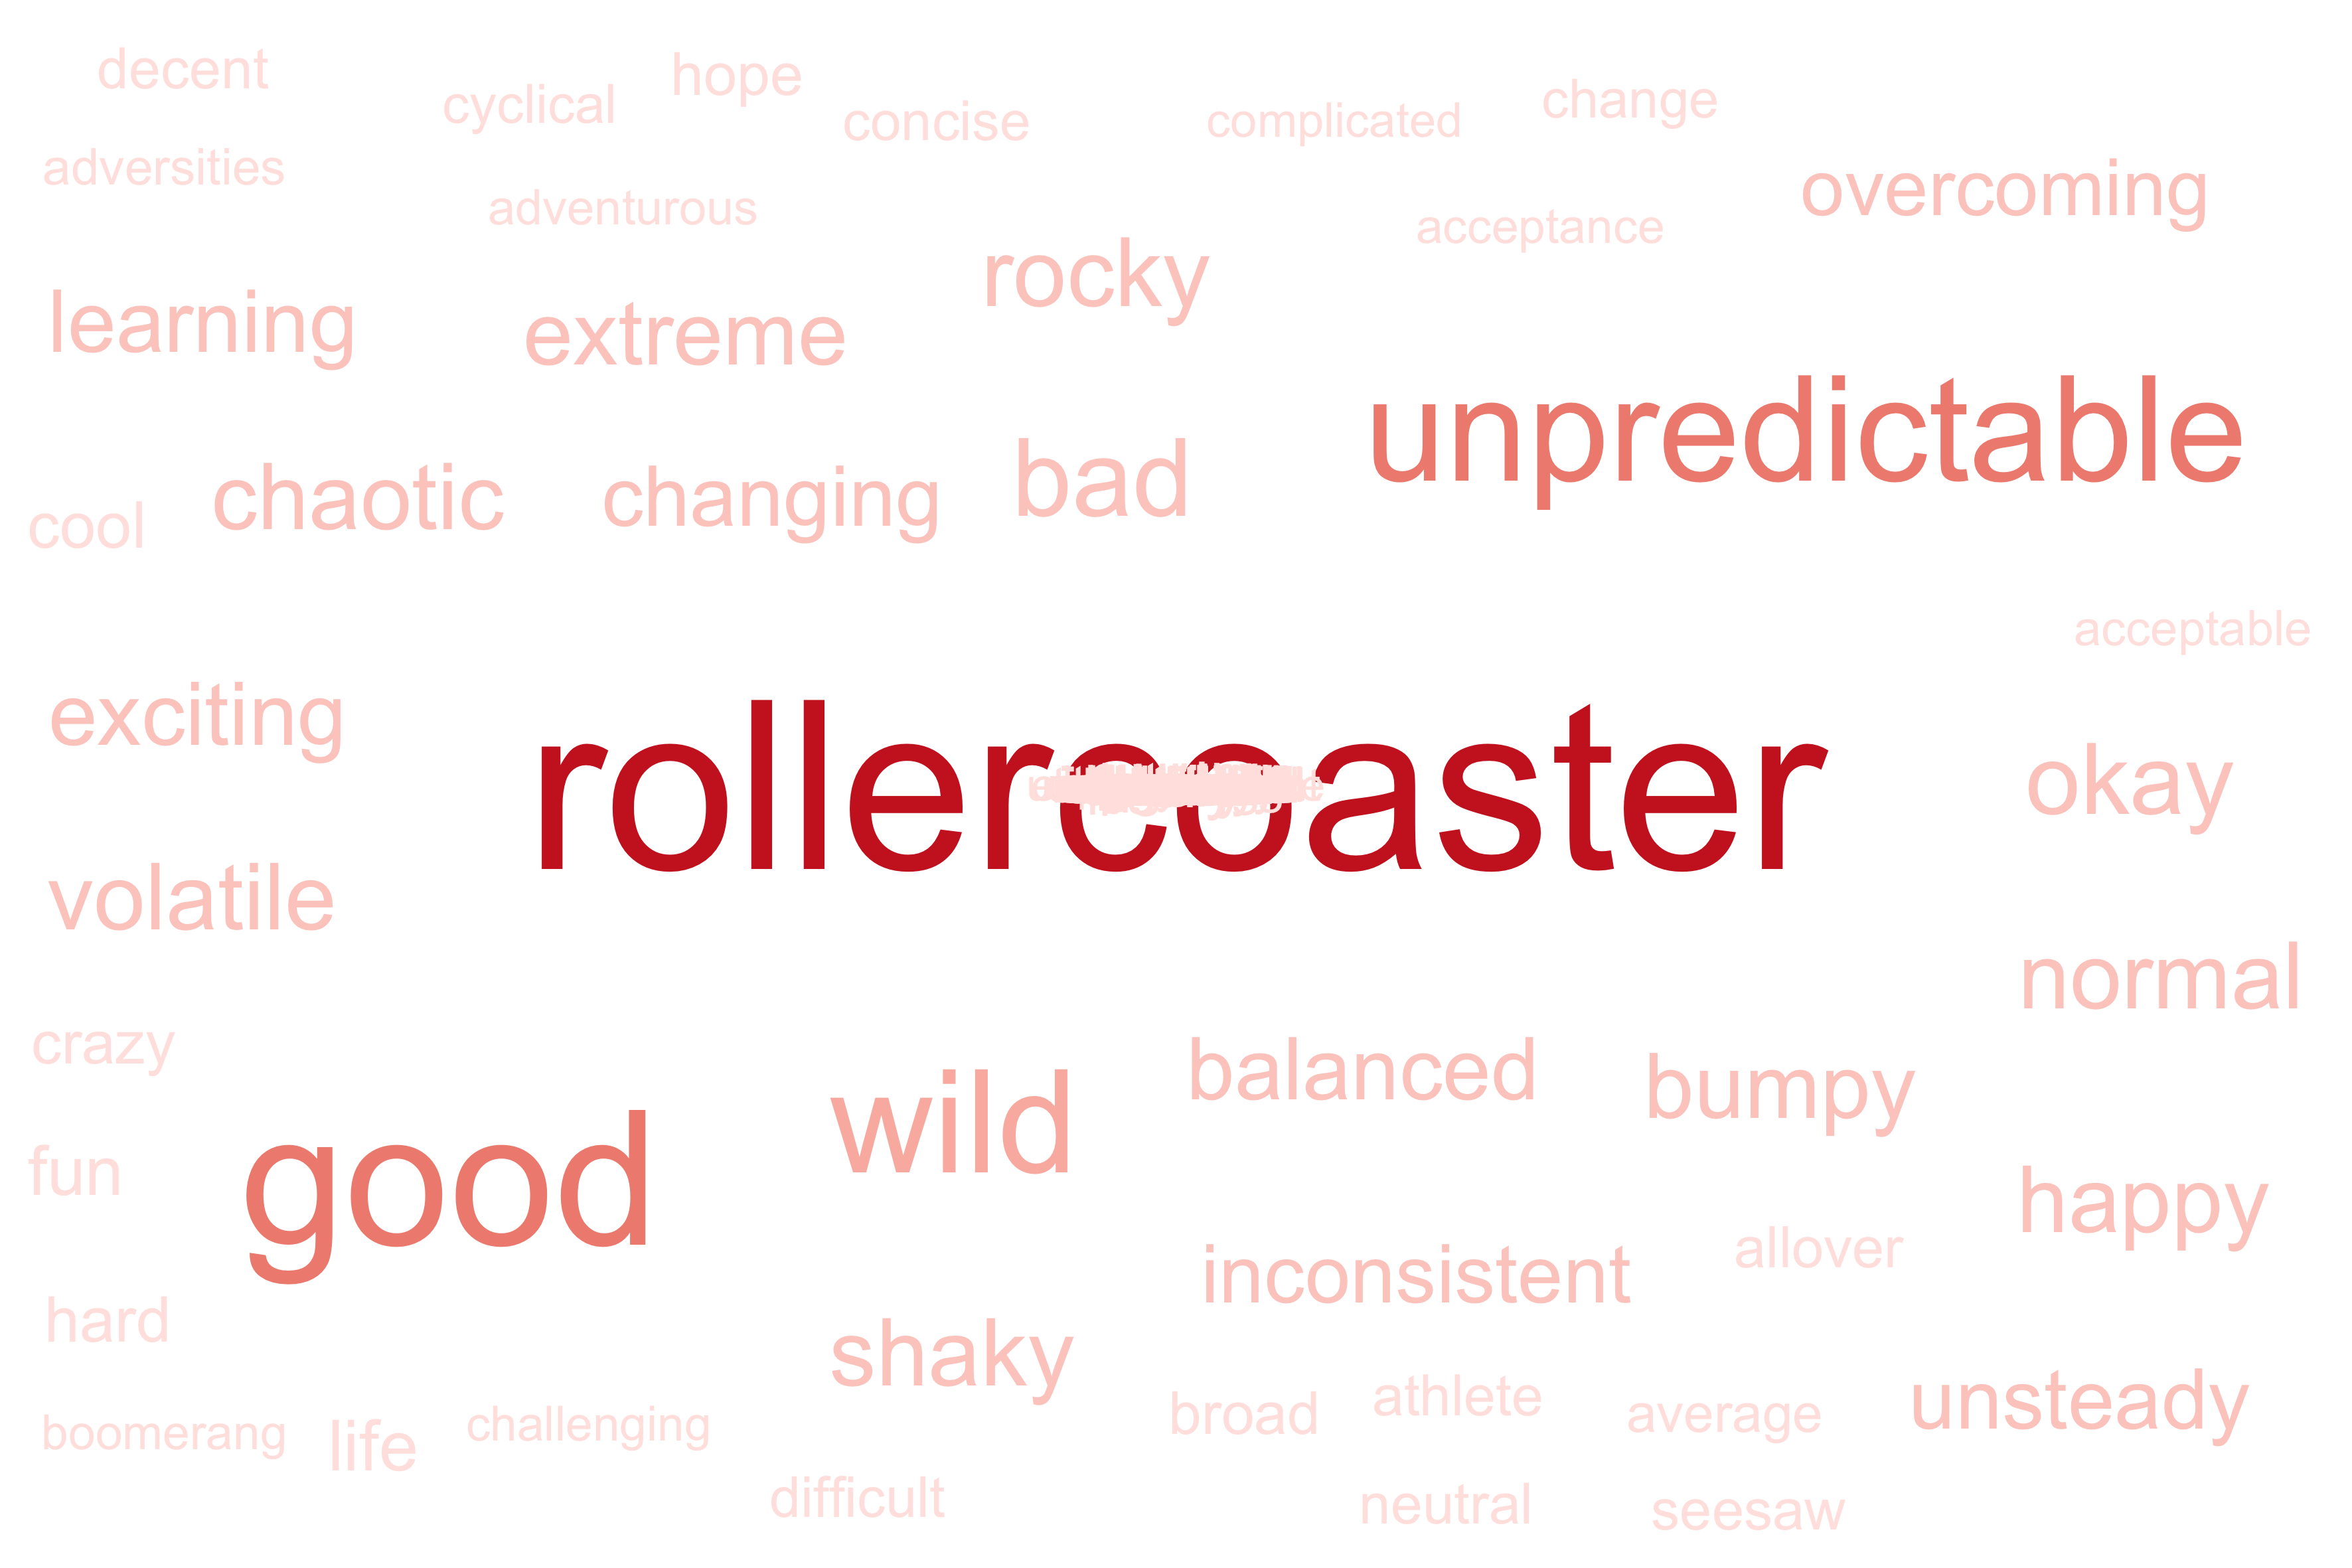 decent
cyclical
hope
concise
complicated
change
adversities
adventurous
acceptance
overcoming
learning
extreme
rocky
unpredictable
cool
chaotic
changing
bad
acceptable
exciting
rollercoaster
okay
volatile
normal
crazy
wild
balanced
bumpy
fun
good
happy
inconsistent
allover
hard
shaky
boomerang
life
challenging
broad
athlete
average
unsteady
difficult
neutral
seesaw